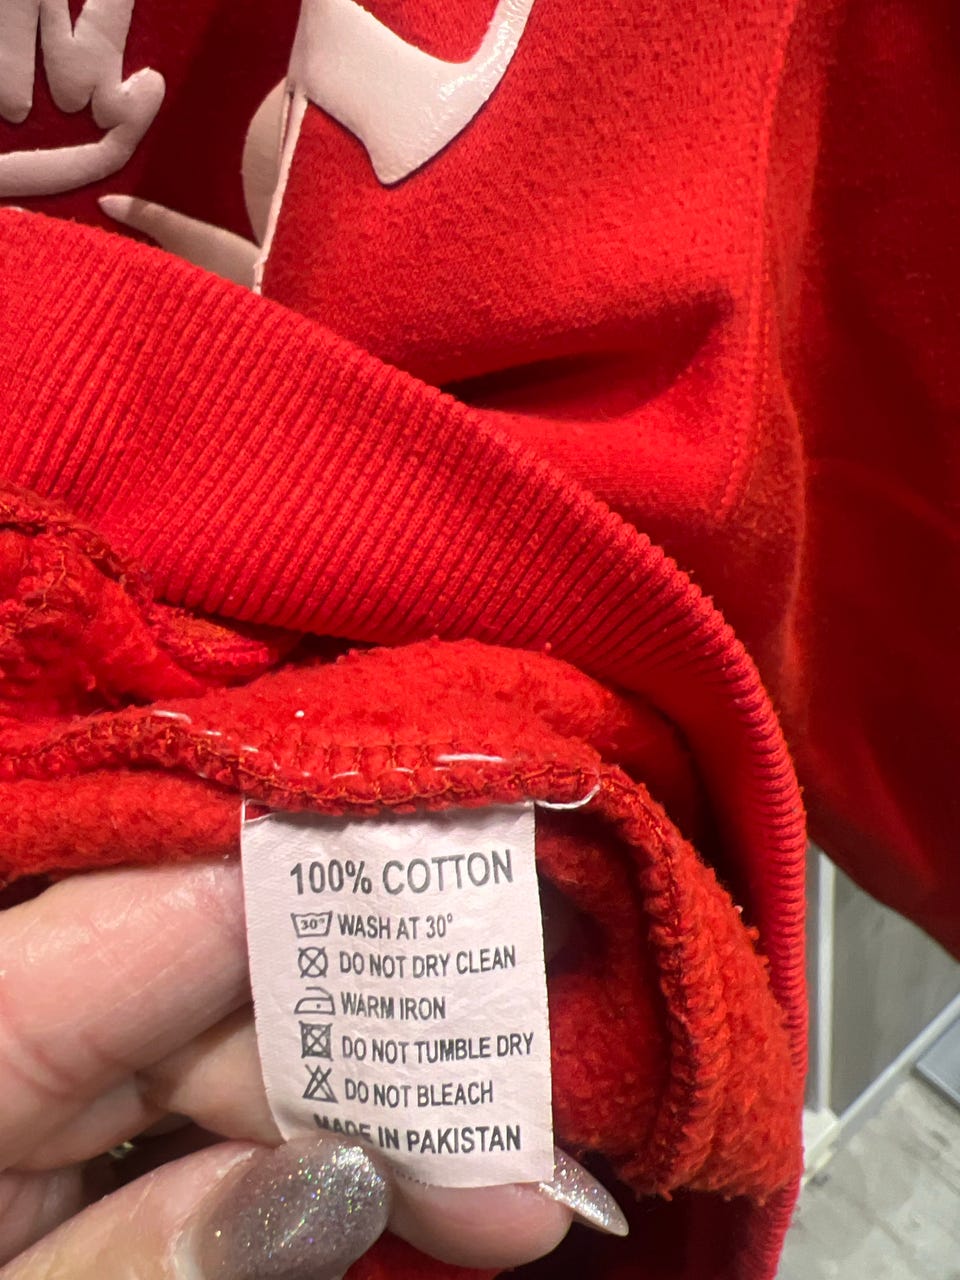 100% COTTON
30° WASH AT 30°
DO NOT DRY CLEAN
WARM IRON
DO NOT TUMBLE DRY
DO NOT BLEACH
MADE IN PAKISTAN